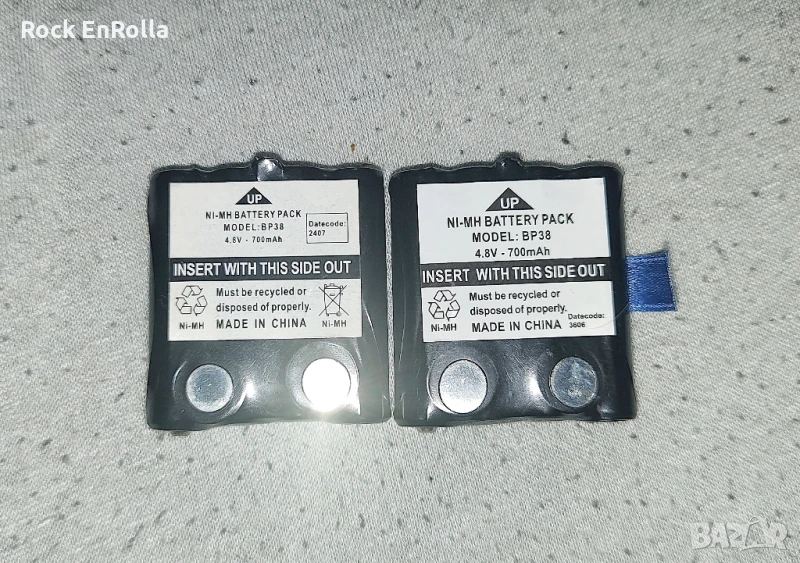 Rock EnRolla
UP
NI-MH BATTERY PACK
MODEL: BP38
4.8V - 700mAh
Datecode:
2407
INSERT WITH THIS SIDE OUT
Must be recycled or
disposed of properly.
Ni-MH
MADE IN CHINA
Ni-MH
UP
NI-MH BATTERY PACK
MODEL: BP38
4.8V - 700mAh
INSERT WITH THIS SIDE OUT
Must be recycled or
disposed of properly.
Ni-MH
MADE IN CHINA
Datecode:
3606
BAZAR